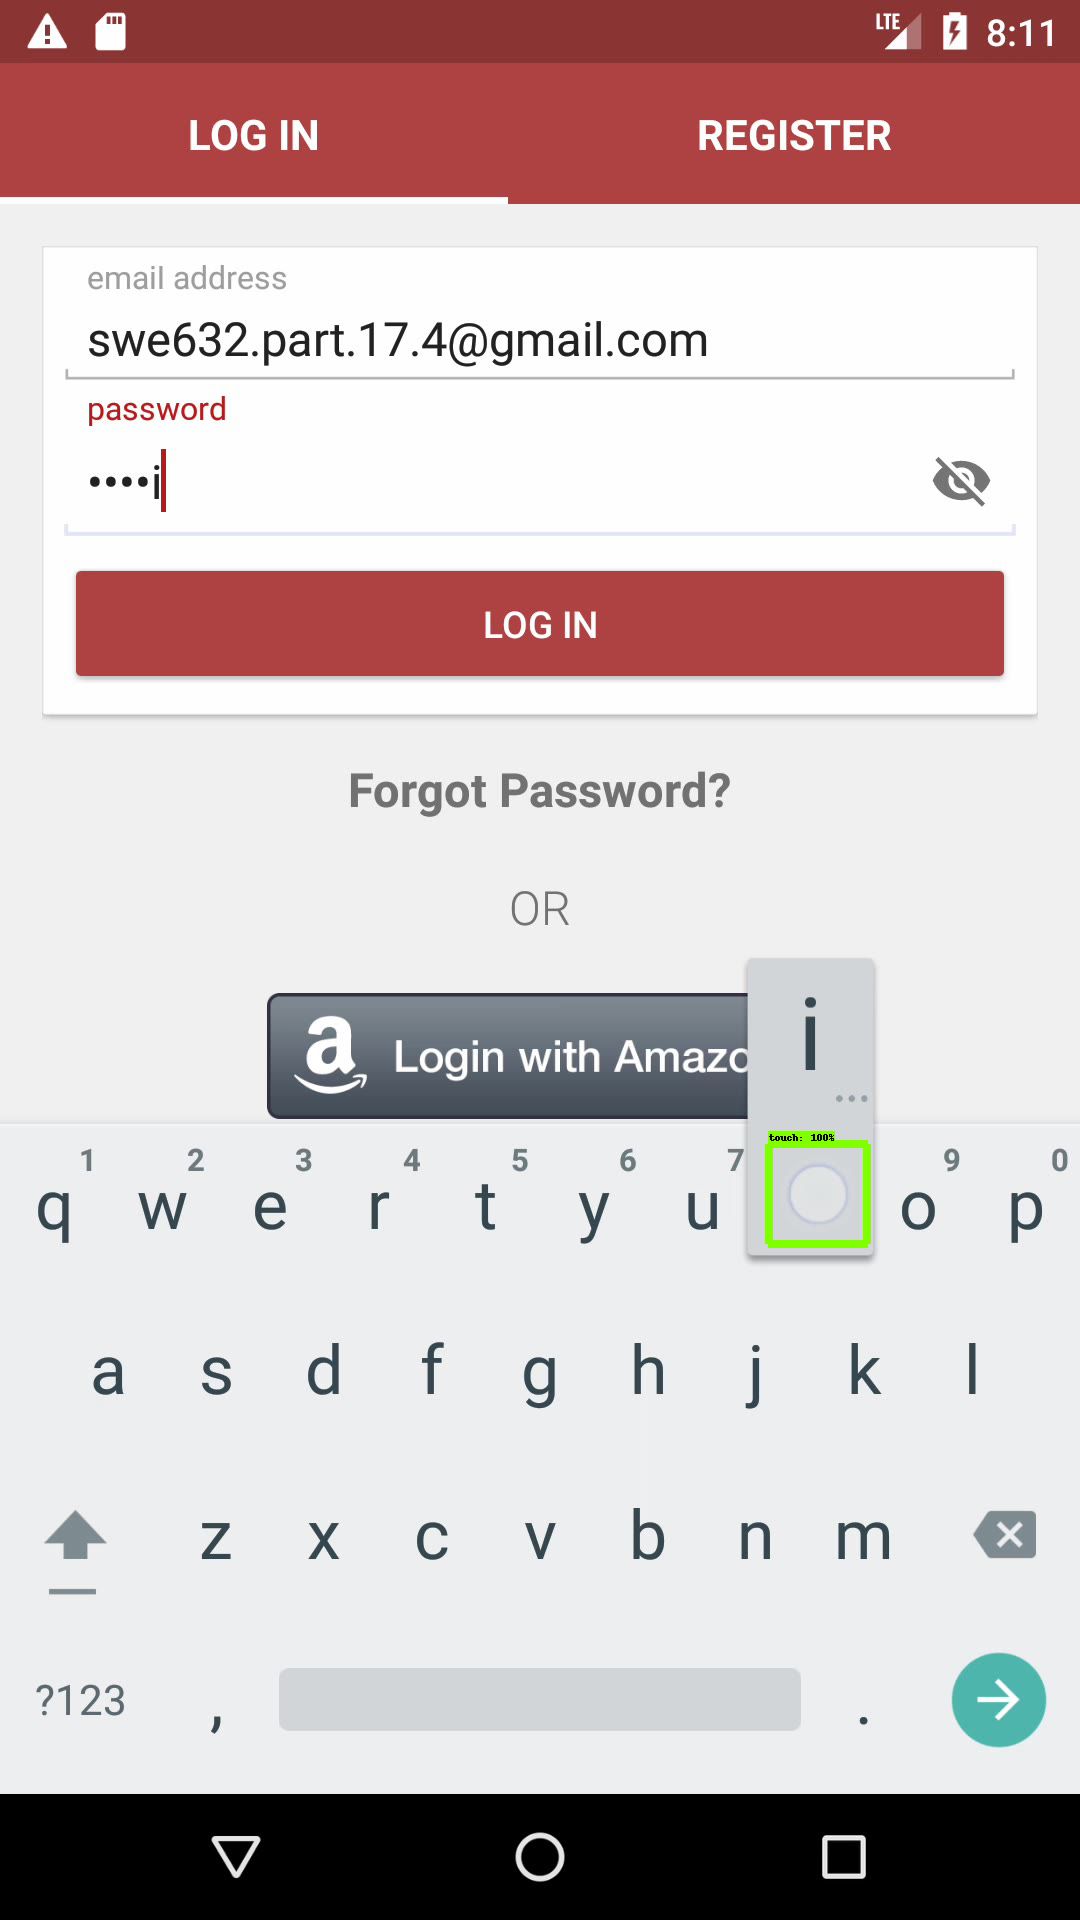 LTE 8:11
LOG IN REGISTER
email address
swe632.part.17.4@gmail.com
password
••••i
LOG IN
Forgot Password?
OR
a Login with Amazo
i
...
touch: 100%
1 2 3 4 5 6 7 9 0
q w e r t y u o p
a s d f g h j k l
z x c v b n m
?123 , .